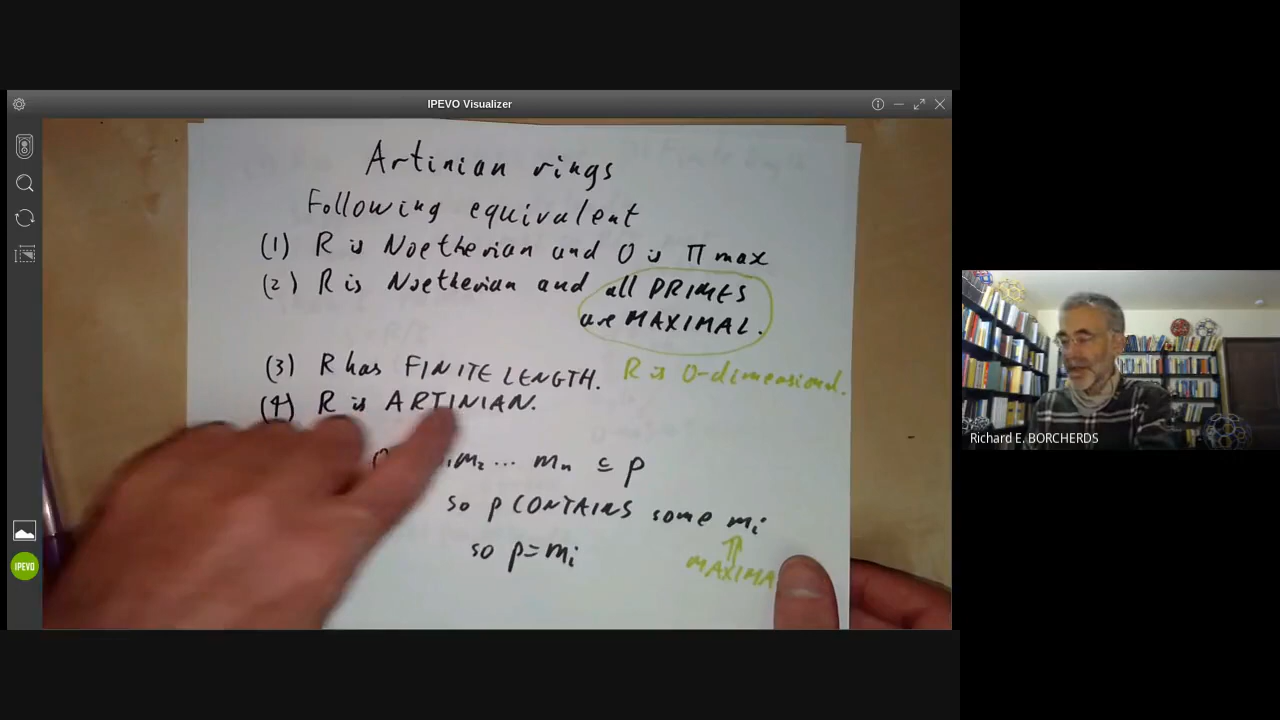 IPEVO Visualizer
Artinian rings
Following equivalent
(1) R is Noetherian and 0 is Π max
(2) R is Noetherian and all PRIMES
are MAXIMAL.
(3) R has FINITE LENGTH. R is 0-dimensional.
(4) R is ARTINIAN.
m₂ ... mₙ ⊆ p
so p CONTAINS some mᵢ
so p = mᵢ
MAXIMA
Richard E. BORCHERDS
IPEVO